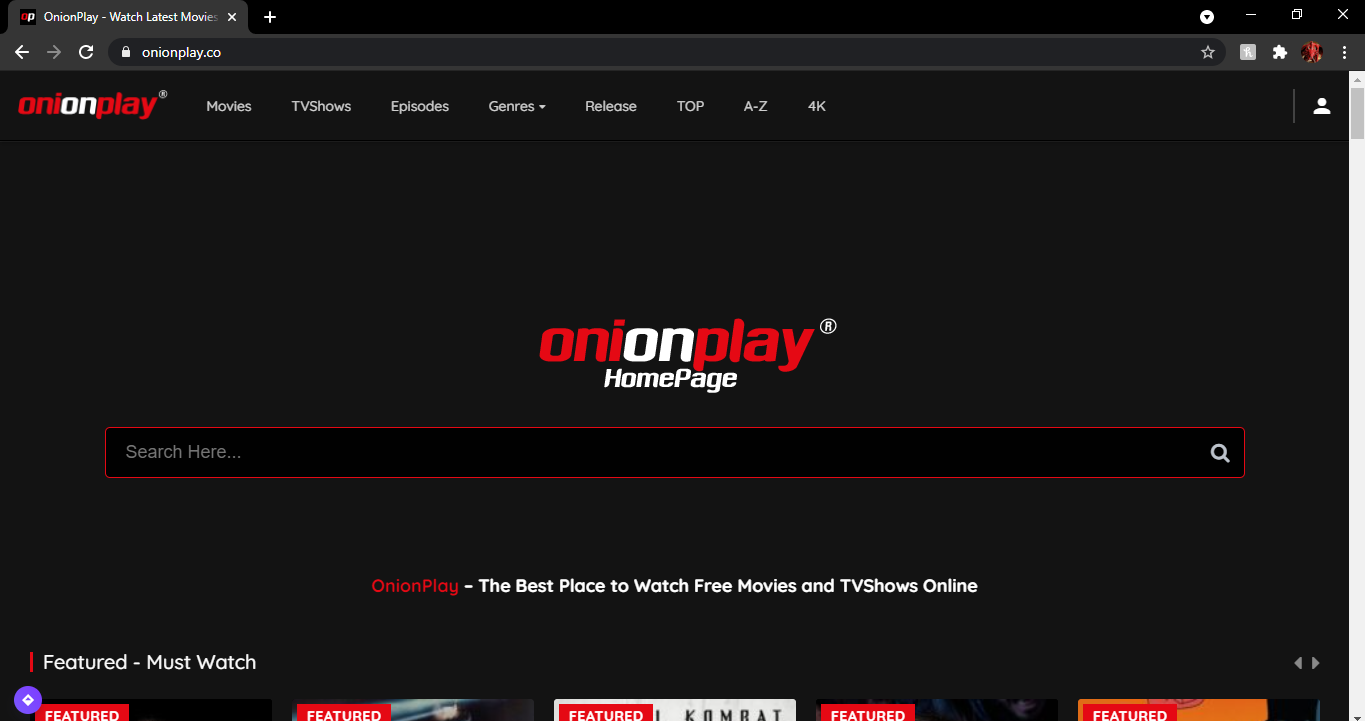 op OnionPlay - Watch Latest Movies
onionplay.co
onionplay®
Movies TVShows Episodes Genres Release TOP A-Z 4K
onionplay®
HomePage
Search Here...
OnionPlay – The Best Place to Watch Free Movies and TVShows Online
Featured - Must Watch
FEATURED FEATURED FEATURED FEATURED FEATURED
KOMBAT